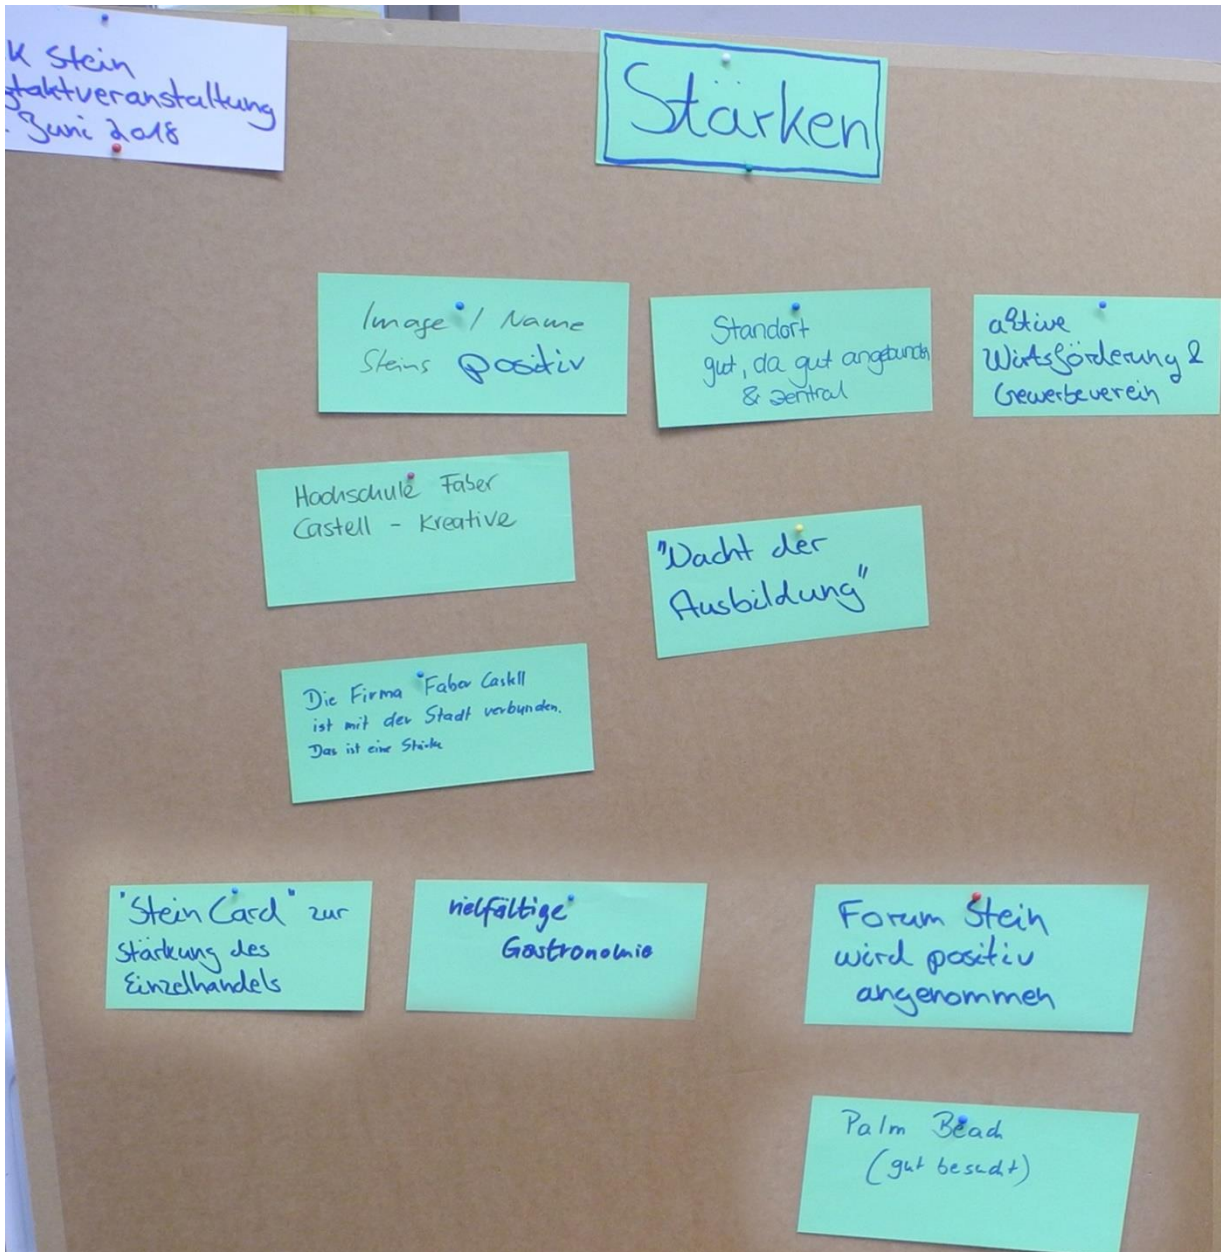 K Stein
taktveranstaltung
. Juni 2018
Stärken
Image / Name
Steins positiv
Standort
gut, da gut angebunden
& zentral
aktive
Wirtsförderung &
Gewerbeverein
Hochschule Faber
Castell - Kreative
"Nacht der
Ausbildung"
Die Firma Faber Castell
ist mit der Stadt verbunden.
Das ist eine Stärke
"Stein Card" zur
Stärkung des
Einzelhandels
vielfältige
Gastronomie
Forum Stein
wird positiv
angenommen
Palm Beach
(gut besucht)